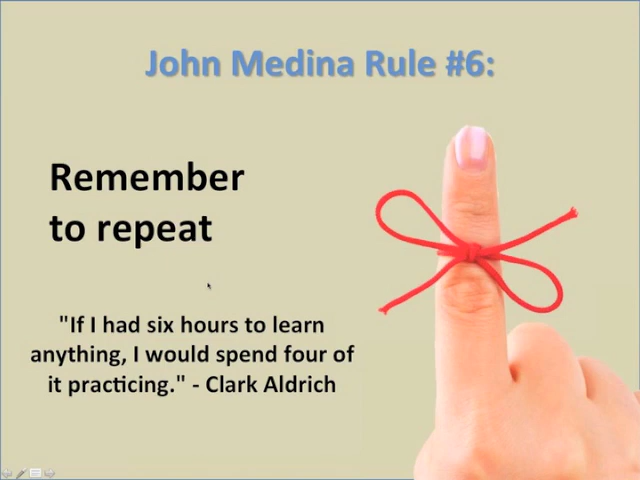 John Medina Rule #6:
Remember
to repeat
"If I had six hours to learn
anything, I would spend four of
it practicing." - Clark Aldrich